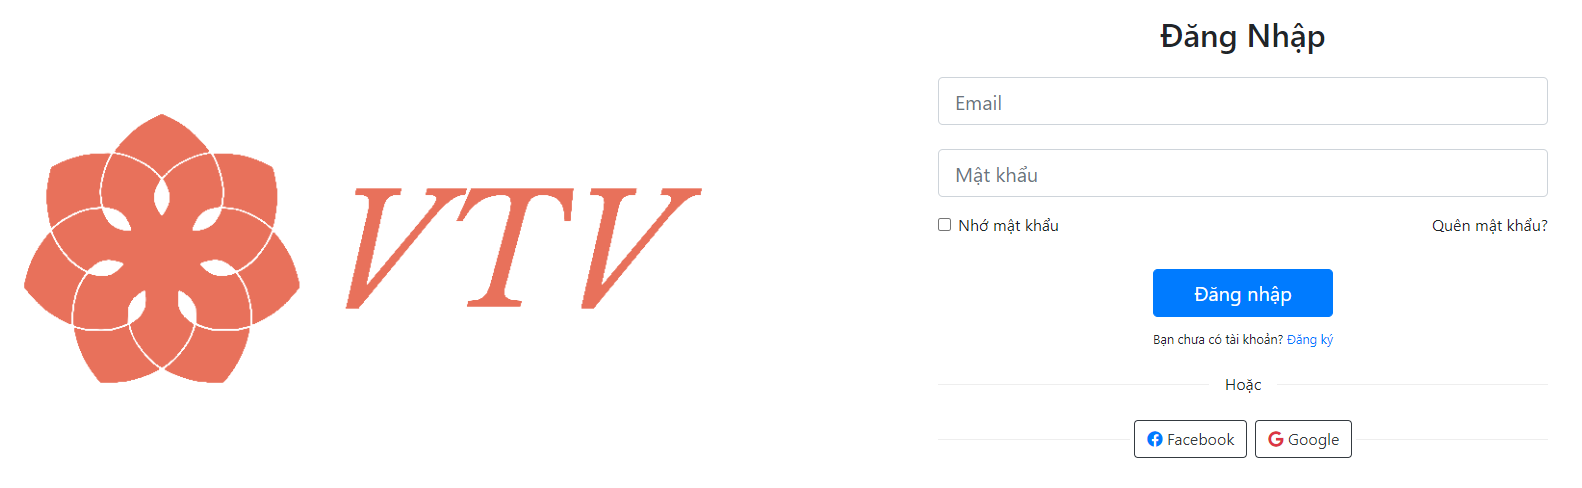 VTV
Đăng Nhập
Email
Mật khẩu
Nhớ mật khẩu
Quên mật khẩu?
Đăng nhập
Bạn chưa có tài khoản? Đăng ký
Hoặc
Facebook
Google